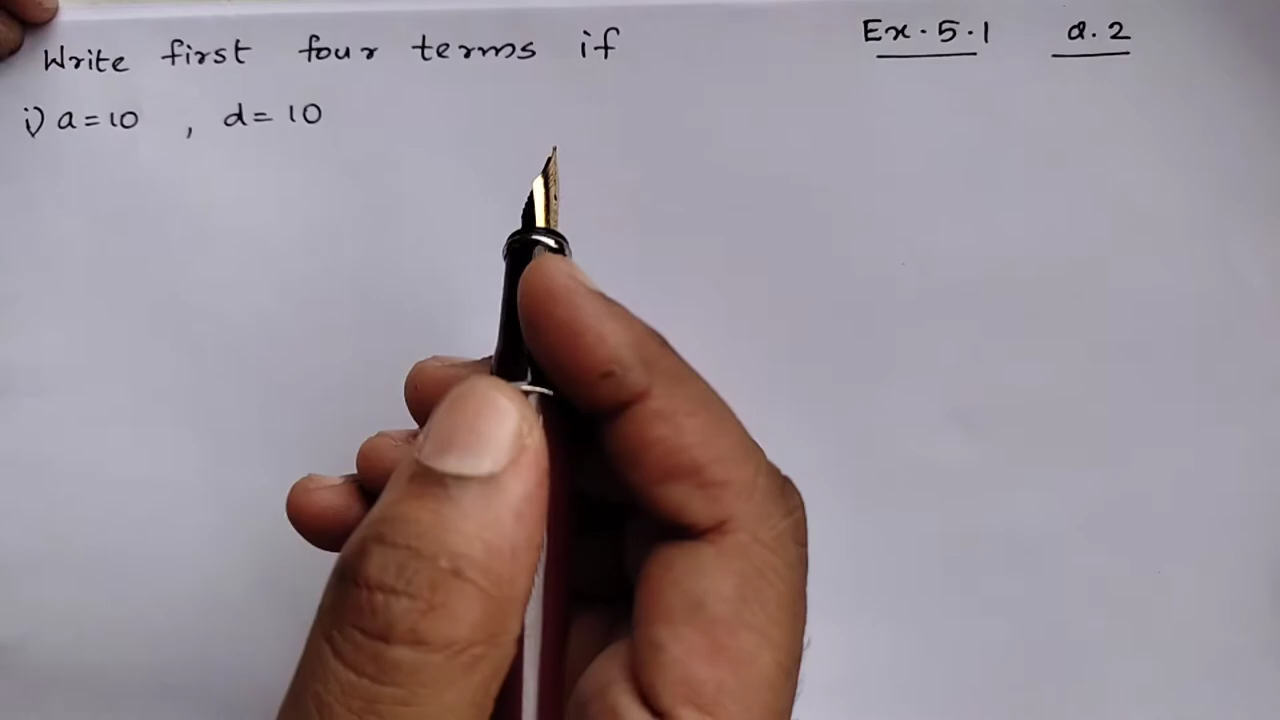 Write first four terms if
Ex. 5.1 Q. 2
i) a = 10 , d = 10